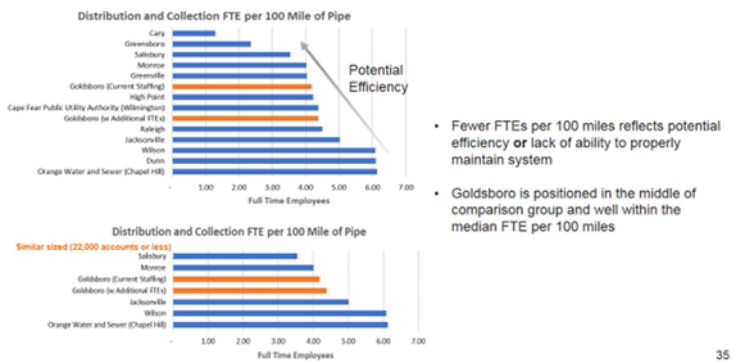 Distribution and Collection FTE per 100 Mile of Pipe
Cary
Greensboro
Salisbury
Monroe
Greenville
Goldsboro (Current Staffing)
High Point
Cape Fear Public Utility Authority (Wilmington)
Goldsboro (w Additional FTEs)
Raleigh
Jacksonville
Wilson
Dunn
Orange Water and Sewer (Chapel Hill)
- 1.00 2.00 3.00 4.00 5.00 6.00 7.00
Full Time Employees
Potential
Efficiency
• Fewer FTEs per 100 miles reflects potential
efficiency or lack of ability to properly
maintain system
• Goldsboro is positioned in the middle of
comparison group and well within the
median FTE per 100 miles
Distribution and Collection FTE per 100 Mile of Pipe
Similar sized (22,000 accounts or less)
Salisbury
Monroe
Goldsboro (Current Staffing)
Goldsboro (w Additional FTEs)
Jacksonville
Wilson
Orange Water and Sewer (Chapel Hill)
- 1.00 2.00 3.00 4.00 5.00 6.00 7.00
Full Time Employees
35